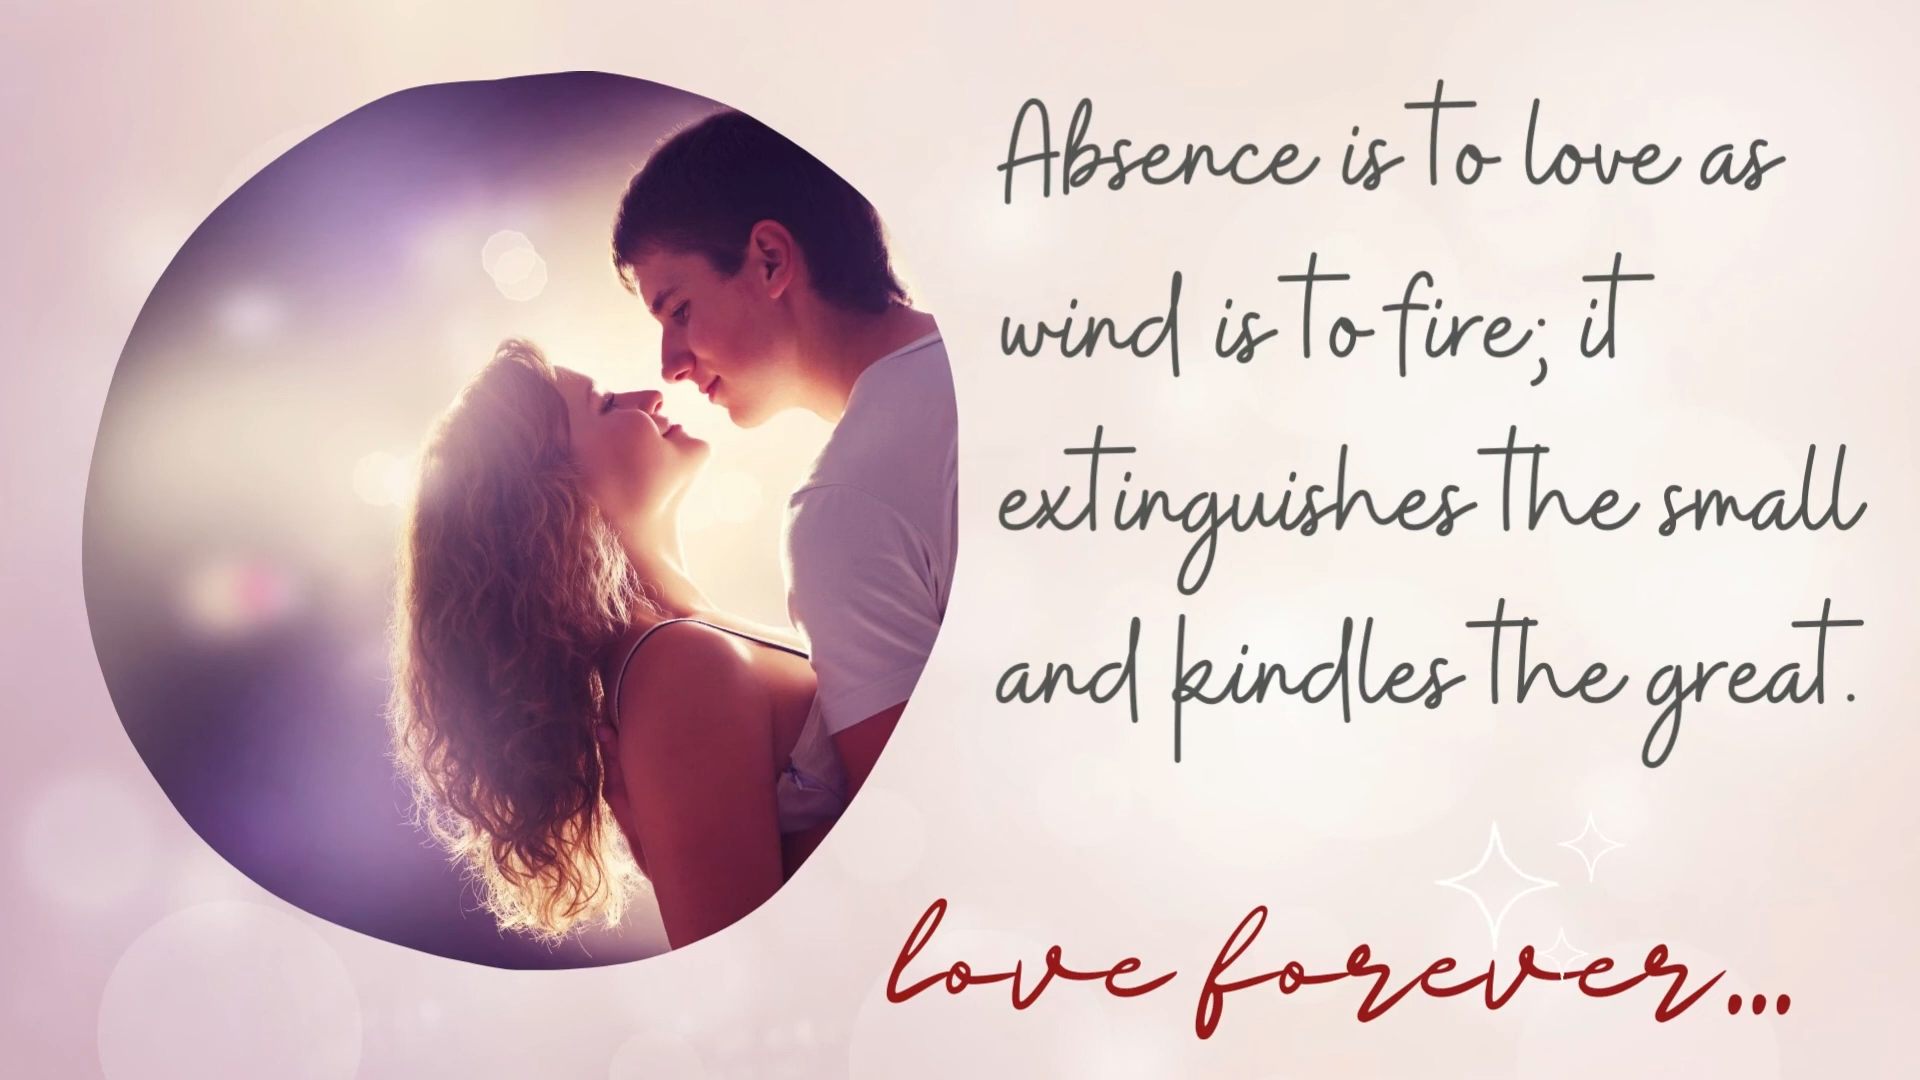 Absence is to love as
wind is to fire; it
extinguishes the small
and kindles the great.
love forever...